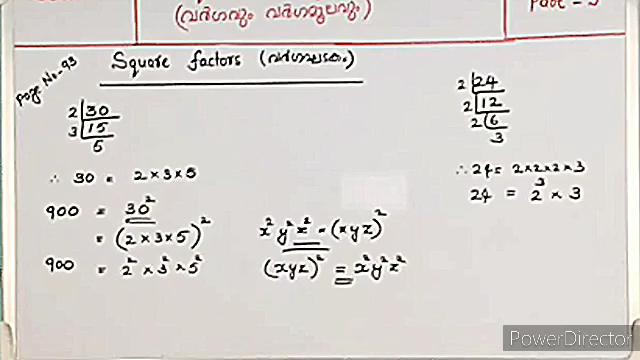 (വർഗവും വർഗമൂലവും)
Part - 3
Page No-93
Square factors (വർഗഘടകം)
2 | 30
3 | 15
5
∴ 30 = 2×3×5
900 = 30²
= (2×3×5)²
900 = 2²×3²×5²
x²y²z² = (xyz)²
(xyz)² = x²y²z²
2 | 24
2 | 12
2 | 6
3
∴ 24 = 2×2×2×3
24 = 2³ × 3
PowerDirector